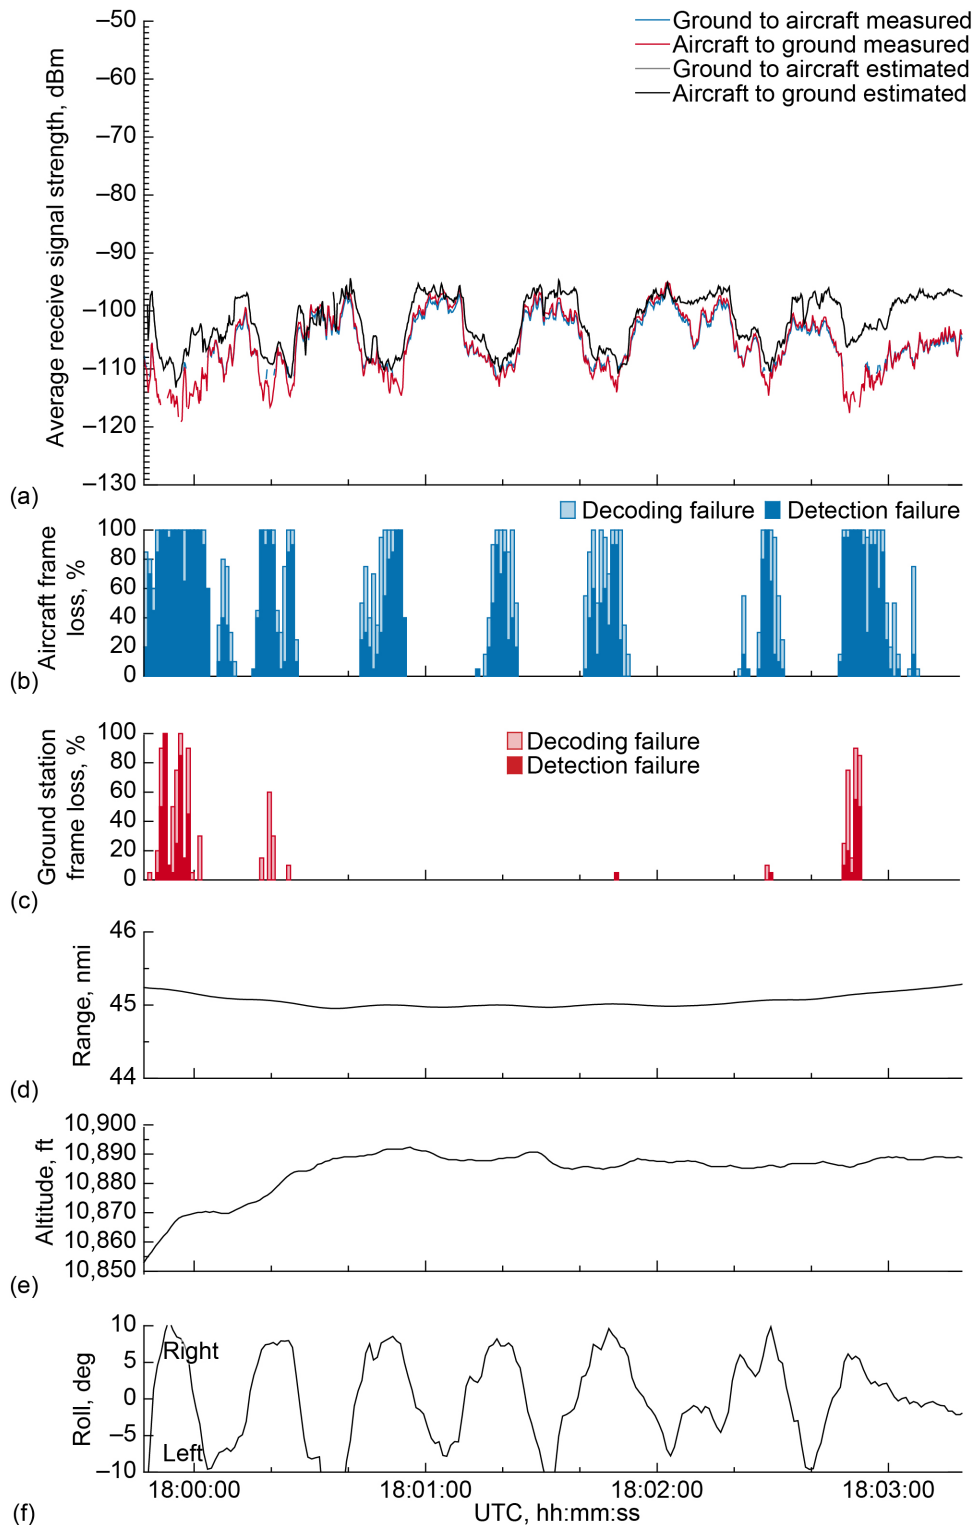 Ground to aircraft measured
Aircraft to ground measured
Ground to aircraft estimated
Aircraft to ground estimated
Average receive signal strength, dBm
–50
–60
–70
–80
–90
–100
–110
–120
–130
(a)
Decoding failure
Detection failure
Aircraft frame
loss, %
100
80
60
40
20
0
(b)
Decoding failure
Detection failure
Ground station
frame loss, %
100
80
60
40
20
0
(c)
Range, nmi
46
45
44
(d)
Altitude, ft
10,900
10,890
10,880
10,870
10,860
10,850
(e)
Roll, deg
10
5
0
–5
–10
Right
Left
18:00:00
18:01:00
18:02:00
18:03:00
UTC, hh:mm:ss
(f)